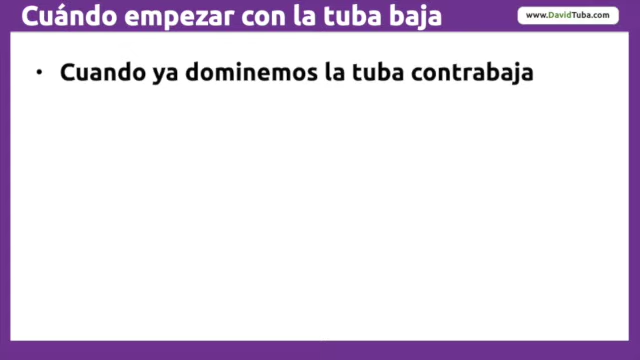 Cuándo empezar con la tuba baja
www.DavidTuba.com
• Cuando ya dominemos la tuba contrabaja